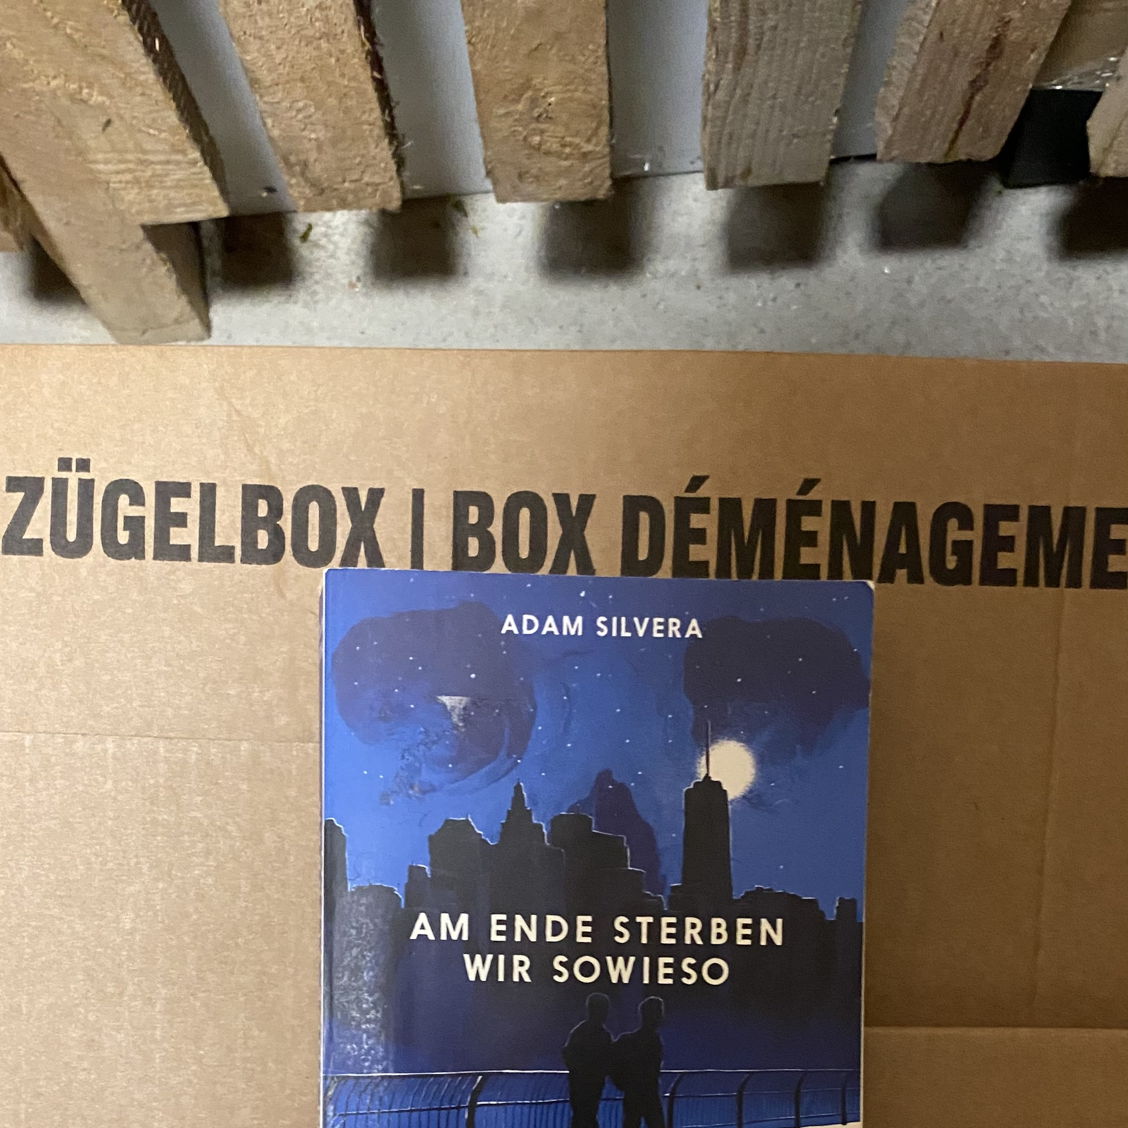 ZÜGELBOX | BOX DÉMÉNAGEME
ADAM SILVERA
AM ENDE STERBEN
WIR SOWIESO